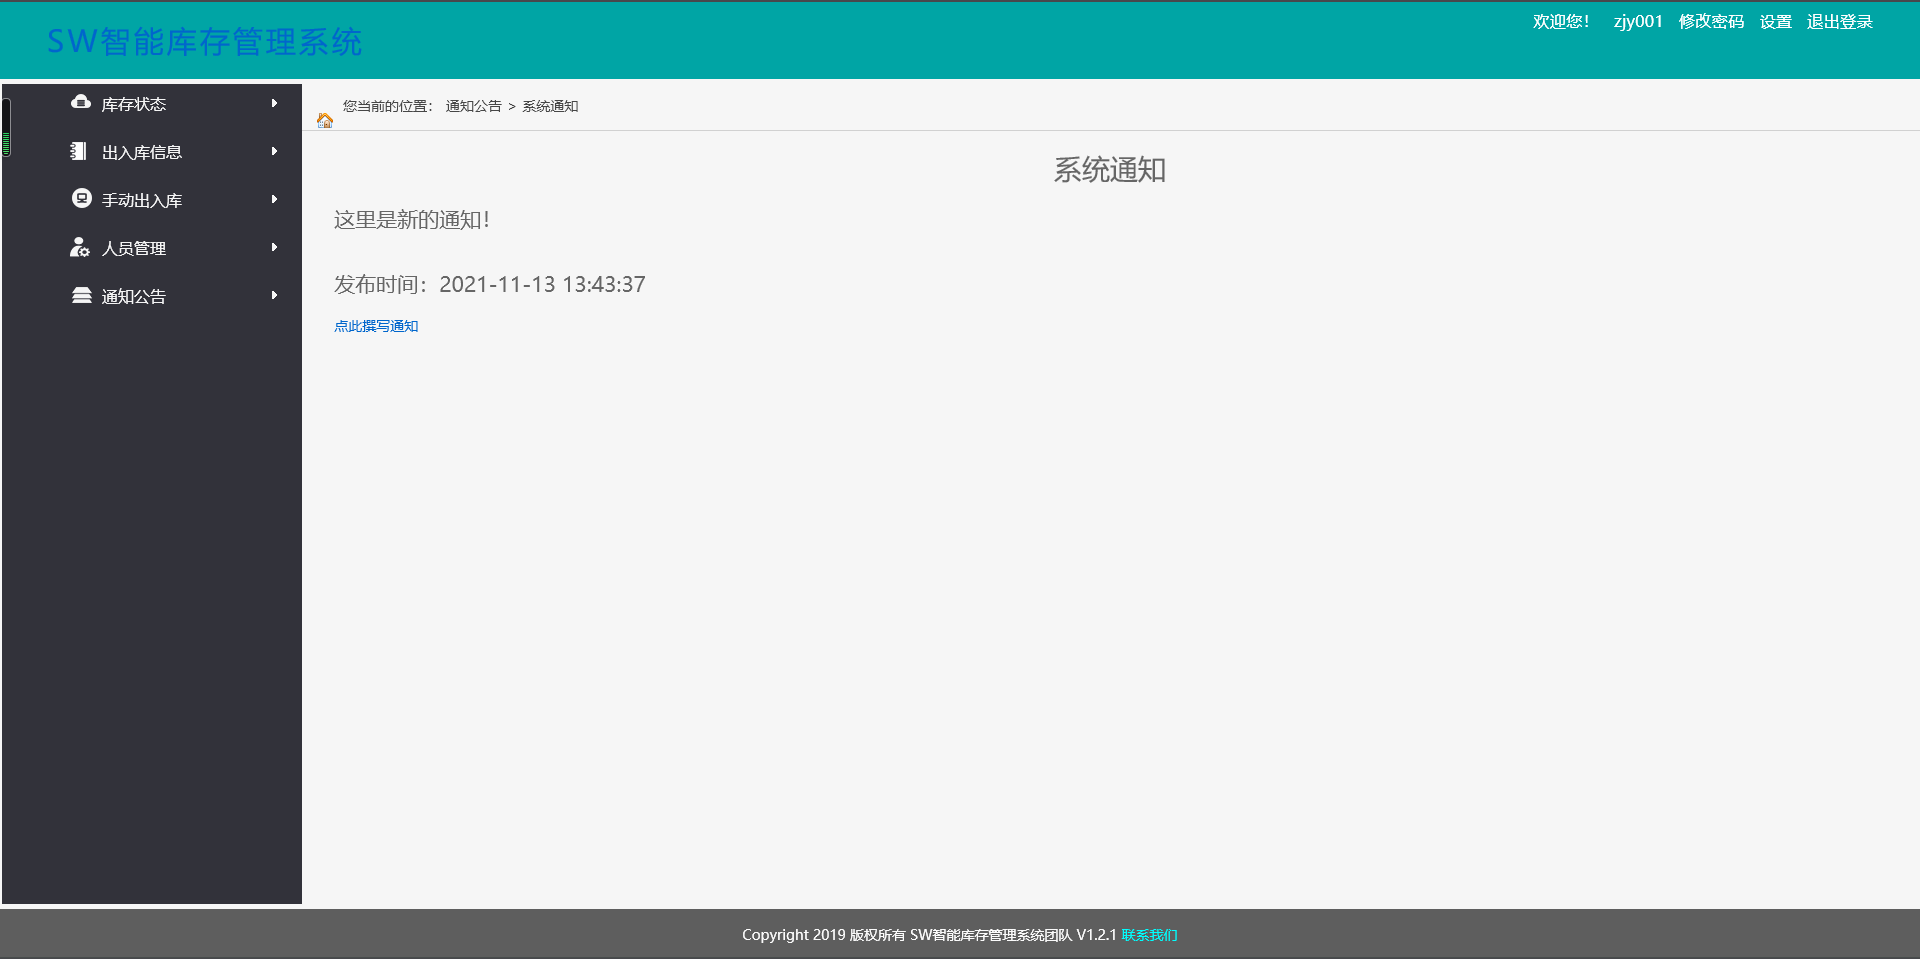 SW智能库存管理系统
欢迎您！ zjy001 修改密码 设置 退出登录
库存状态
出入库信息
手动出入库
人员管理
通知公告
您当前的位置： 通知公告 > 系统通知
系统通知
这里是新的通知！
发布时间：2021-11-13 13:43:37
点此撰写通知
Copyright 2019 版权所有 SW智能库存管理系统团队 V1.2.1 联系我们